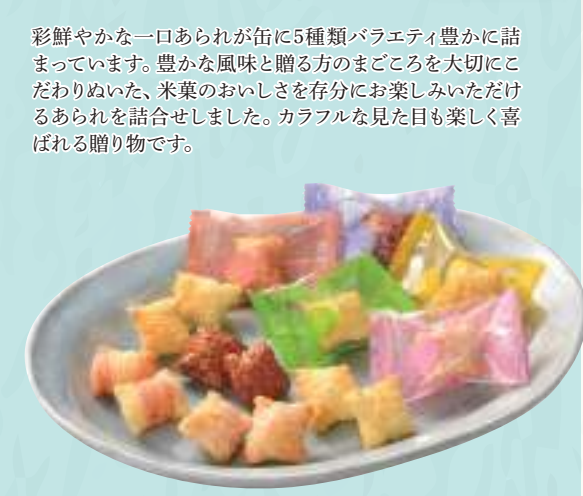 彩鮮やかな一口あられが缶に5種類バラエティ豊かに詰
まっています。豊かな風味と贈る方のまごころを大切にこ
だわりぬいた、米菓のおいしさを存分にお楽しみいただけ
るあられを詰合せしました。カラフルな見た目も楽しく喜
ばれる贈り物です。